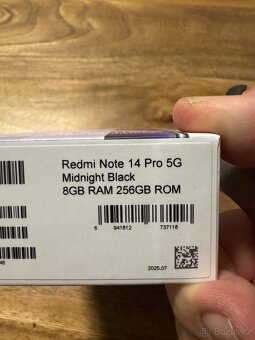 Redmi Note 14 Pro 5G
Midnight Black
8GB RAM 256GB ROM
6 941812 737118
2025.07